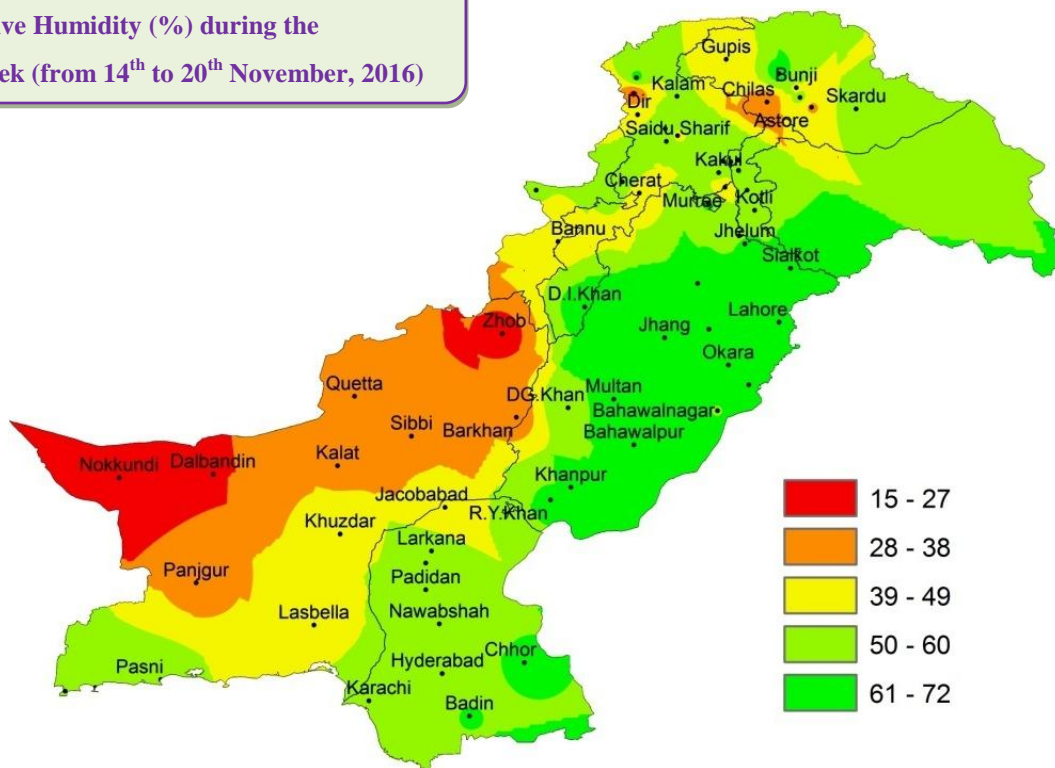 Humidity (%) during the
(from 14th to 20th November, 2016)
Gupis
Bunji
Kalam
Chilas
Skardu
Dir
Astore
Saidu Sharif
Kakul
Cherat
Murree
Kotli
Bannu
Jhelum
Sialkot
D.I.Khan
Zhob
Lahore
Jhang
Okara
Quetta
DG.Khan
Multan
Bahawalnagar
Sibbi
Barkhan
Bahawalpur
Nokkundi
Dalbandin
Kalat
Khanpur
Jacobabad
R.Y.Khan
Khuzdar
Larkana
Panjgur
Padidan
Lasbella
Nawabshah
Pasni
Hyderabad
Chhor
Karachi
Badin
15 - 27
28 - 38
39 - 49
50 - 60
61 - 72